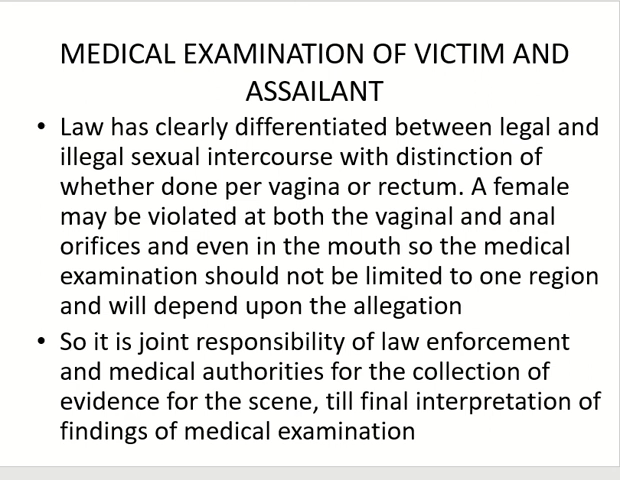 MEDICAL EXAMINATION OF VICTIM AND
ASSAILANT
• Law has clearly differentiated between legal and
illegal sexual intercourse with distinction of
whether done per vagina or rectum. A female
may be violated at both the vaginal and anal
orifices and even in the mouth so the medical
examination should not be limited to one region
and will depend upon the allegation
• So it is joint responsibility of law enforcement
and medical authorities for the collection of
evidence for the scene, till final interpretation of
findings of medical examination